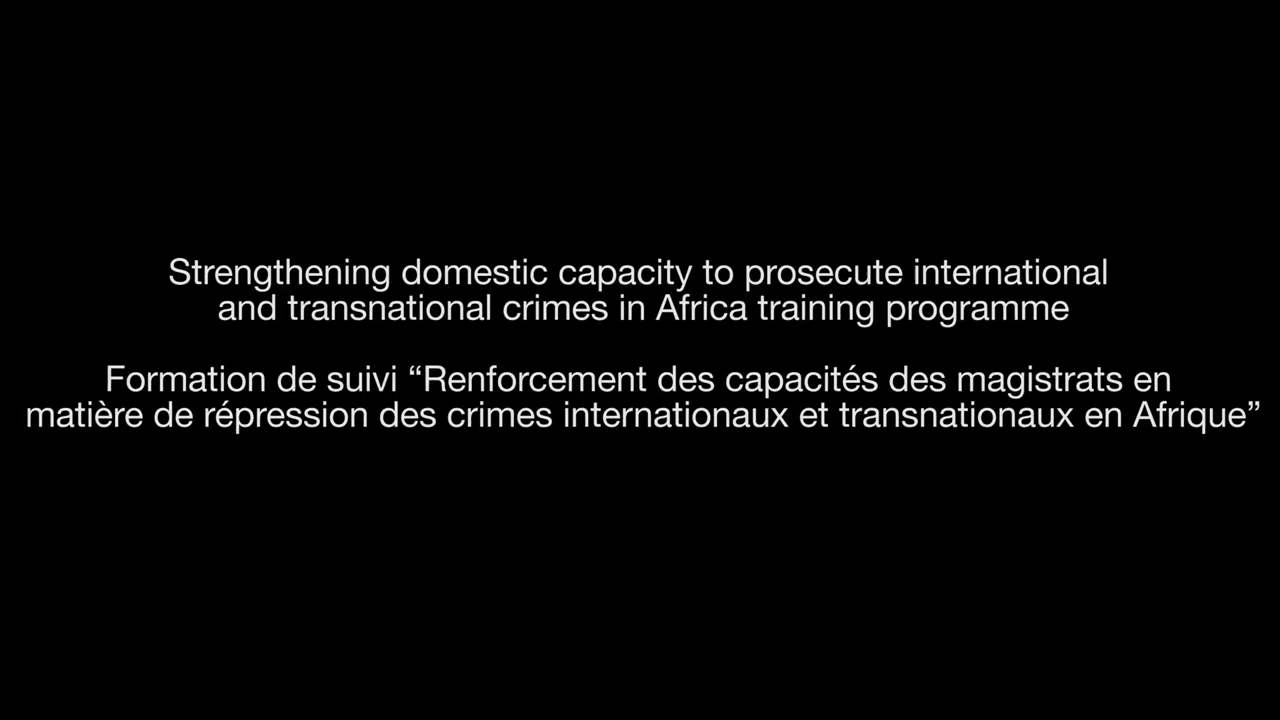 Strengthening domestic capacity to prosecute international
and transnational crimes in Africa training programme
Formation de suivi “Renforcement des capacités des magistrats en
matière de répression des crimes internationaux et transnationaux en Afrique”